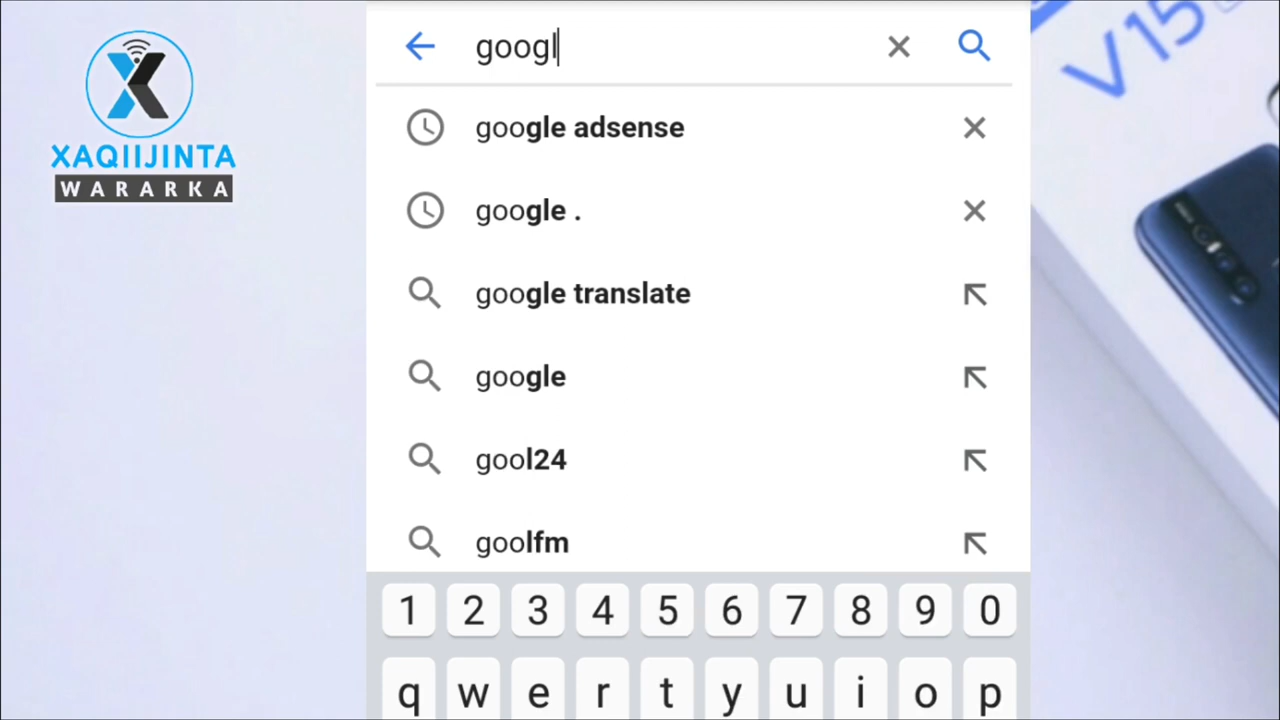 XAQIIJINTA
WARARKA
googl
google adsense
google .
google translate
google
gool24
goolfm
1 2 3 4 5 6 7 8 9 0
q w e r t y u i o p
V15